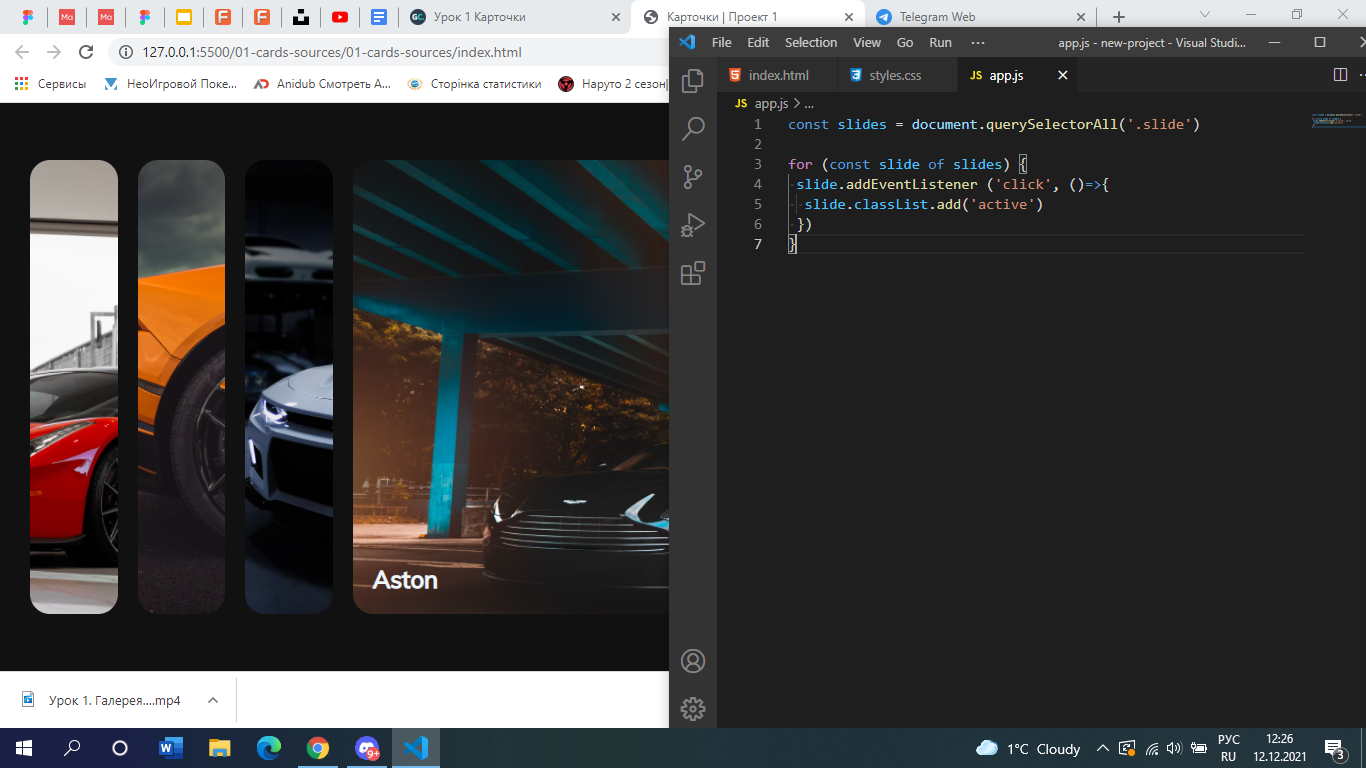 Ma
Ma
GC.
Урок 1 Карточки
Карточки | Проект 1
Telegram Web
127.0.0.1:5500/01-cards-sources/01-cards-sources/index.html
Сервисы
НеоИгровой Поке...
Anidub Смотреть А...
Сторінка статистики
Наруто 2 сезон|
File Edit Selection View Go Run ···
app.js - new-project - Visual Studi...
index.html
styles.css
JS app.js
JS app.js > ...
1 const slides = document.querySelectorAll('.slide')
2
3 for (const slide of slides) {
4 slide.addEventListener ('click', ()=>{
5 slide.classList.add('active')
6 })
7 }
Aston
Урок 1. Галерея....mp4
9+
1°C Cloudy
РУС
RU
12:26
12.12.2021
3